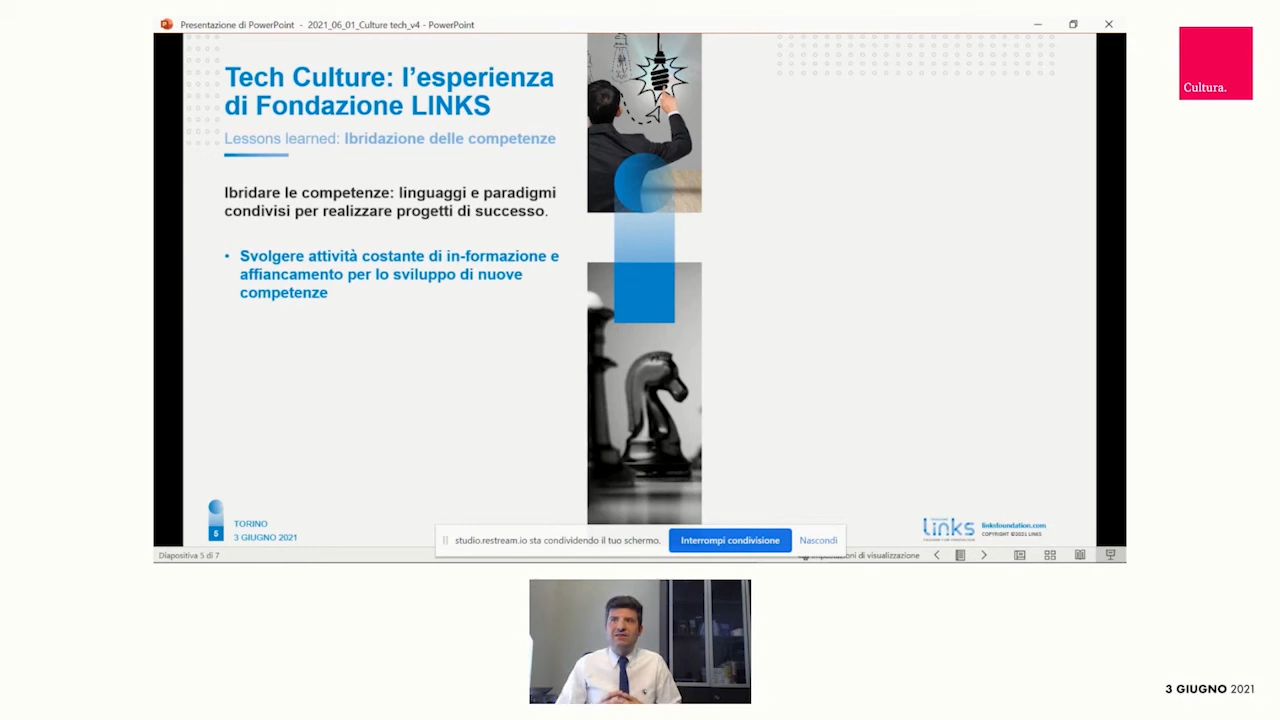 Presentazione di PowerPoint - 2021_06_01_Culture tech_v4 - PowerPoint
Cultura.
Tech Culture: l’esperienza
di Fondazione LINKS
Lessons learned: Ibridazione delle competenze
Ibridare le competenze: linguaggi e paradigmi
condivisi per realizzare progetti di successo.
• Svolgere attività costante di in-formazione e
affiancamento per lo sviluppo di nuove
competenze
5
TORINO
3 GIUGNO 2021
studio.restream.io sta condividendo il tuo schermo.
Interrompi condivisione
Nascondi
Links
linksfoundation.com
COPYRIGHT ©2021 LINKS
Diapositiva 5 di 7
di visualizzazione
3 GIUGNO 2021